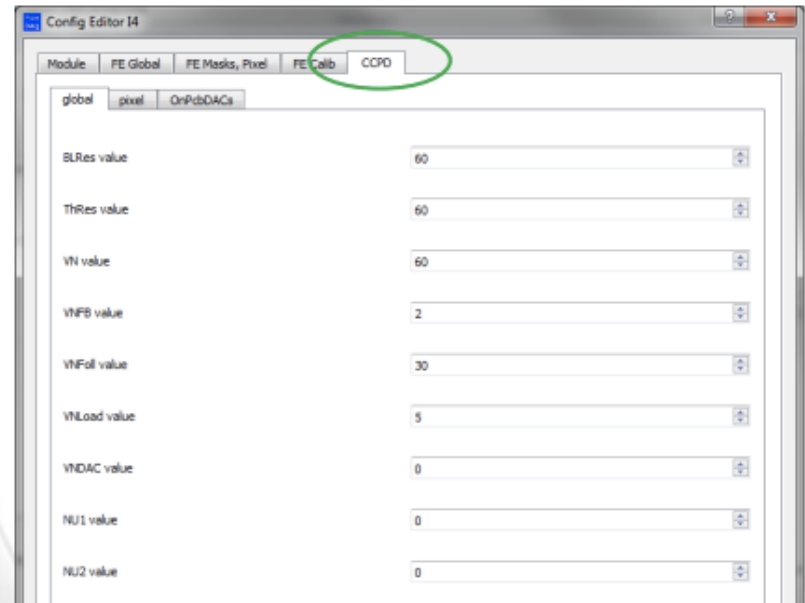 Config Editor I4
Module FE Global FE Masks, Pixel FE Calib CCPD
global pixel OnPcbDACs
BLRes value 60
ThRes value 60
VN value 60
VNFB value 2
VNFoll value 30
VNLoad value 5
VNDAC value 0
NU1 value 0
NU2 value 0